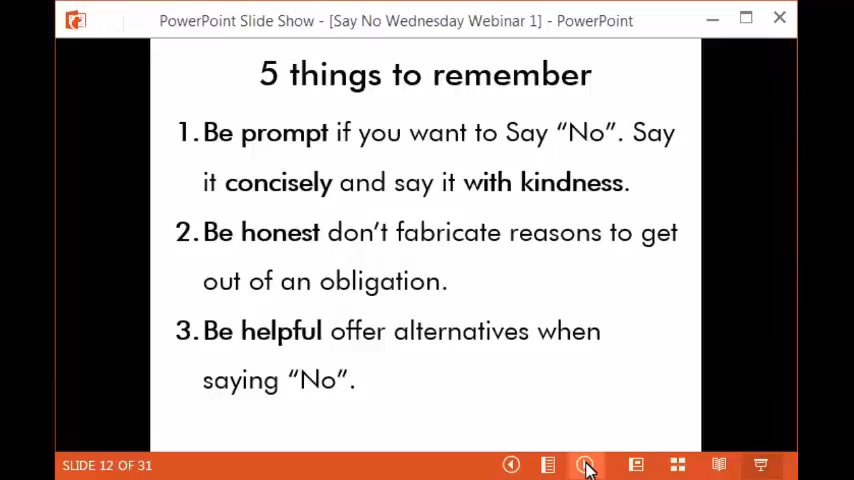 PowerPoint Slide Show - [Say No Wednesday Webinar 1] - PowerPoint
5 things to remember
1. Be prompt if you want to Say “No”. Say
it concisely and say it with kindness.
2. Be honest don’t fabricate reasons to get
out of an obligation.
3. Be helpful offer alternatives when
saying “No”.
SLIDE 12 OF 31